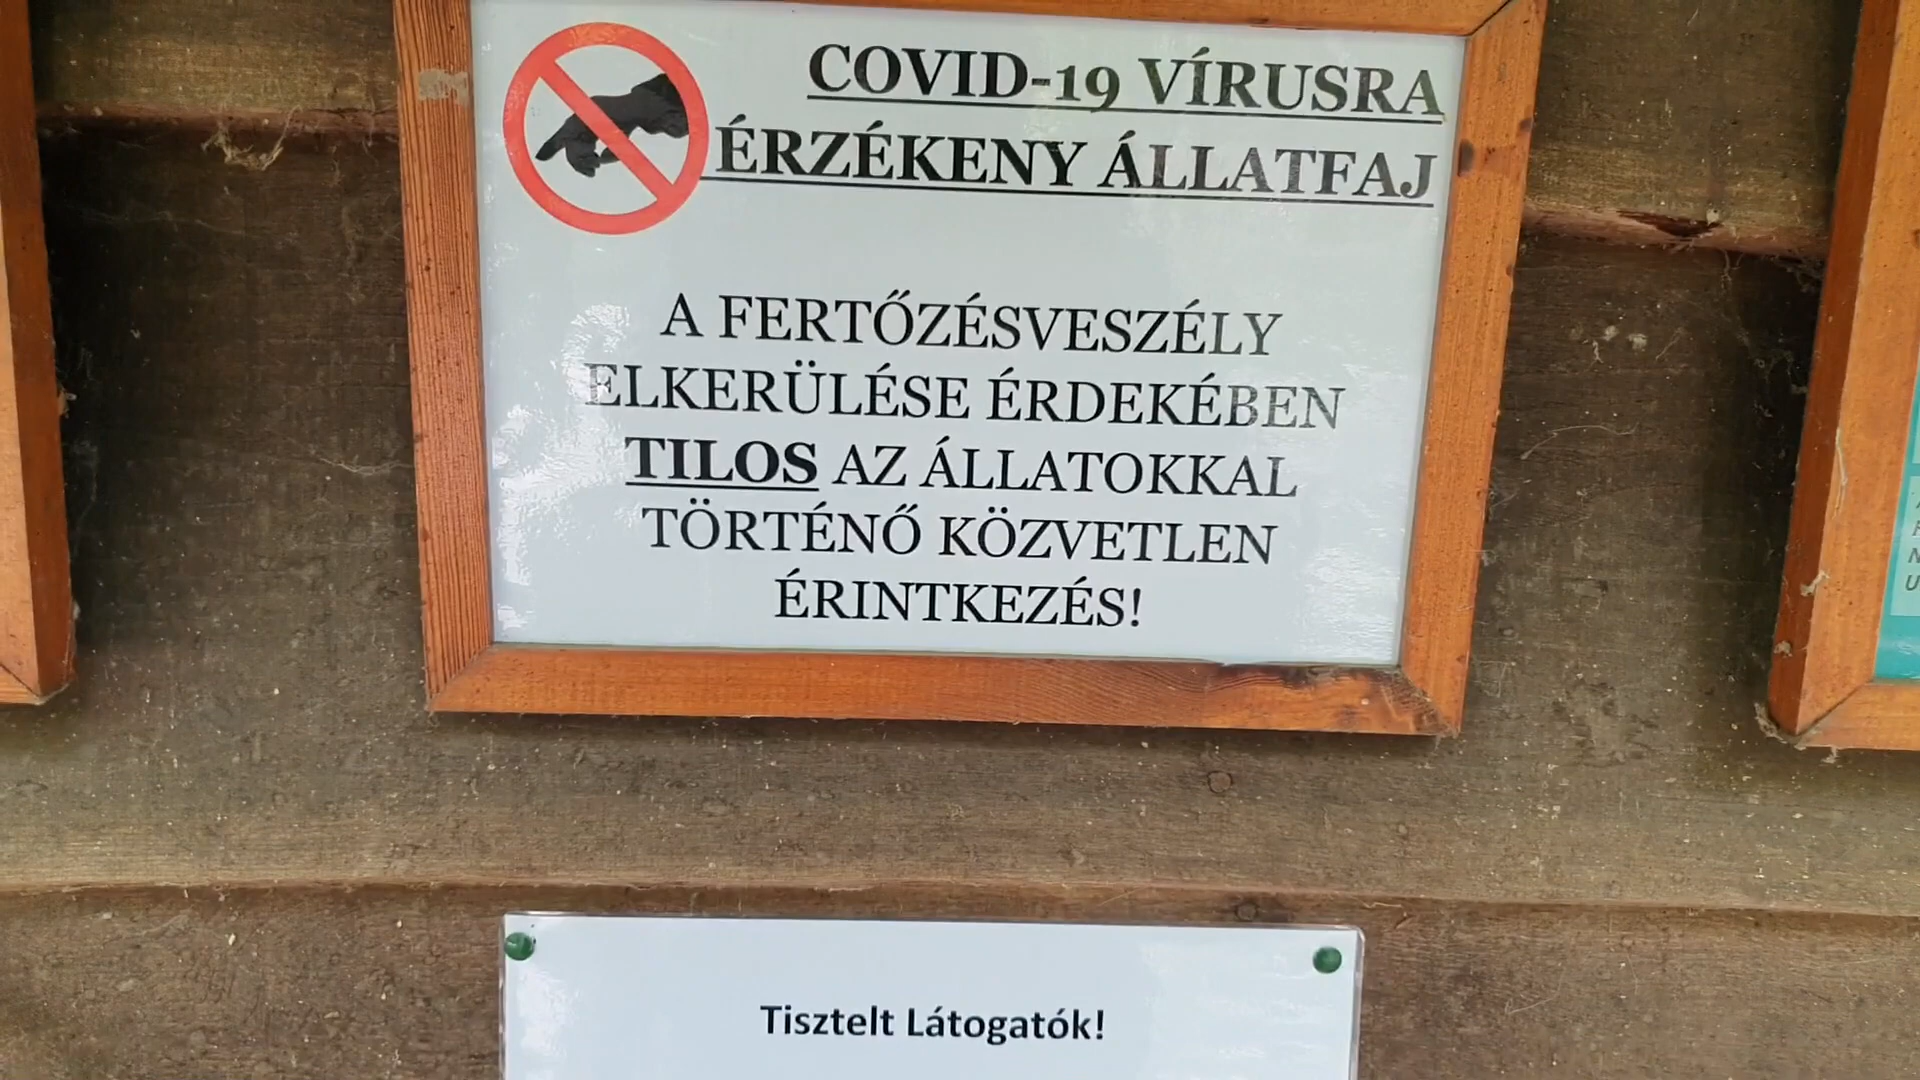 COVID-19 VÍRUSRA
ÉRZÉKENY ÁLLATFAJ
A FERTŐZÉSVESZÉLY
ELKERÜLÉSE ÉRDEKÉBEN
TILOS AZ ÁLLATOKKAL
TÖRTÉNŐ KÖZVETLEN
ÉRINTKEZÉS!
Tisztelt Látogatók!